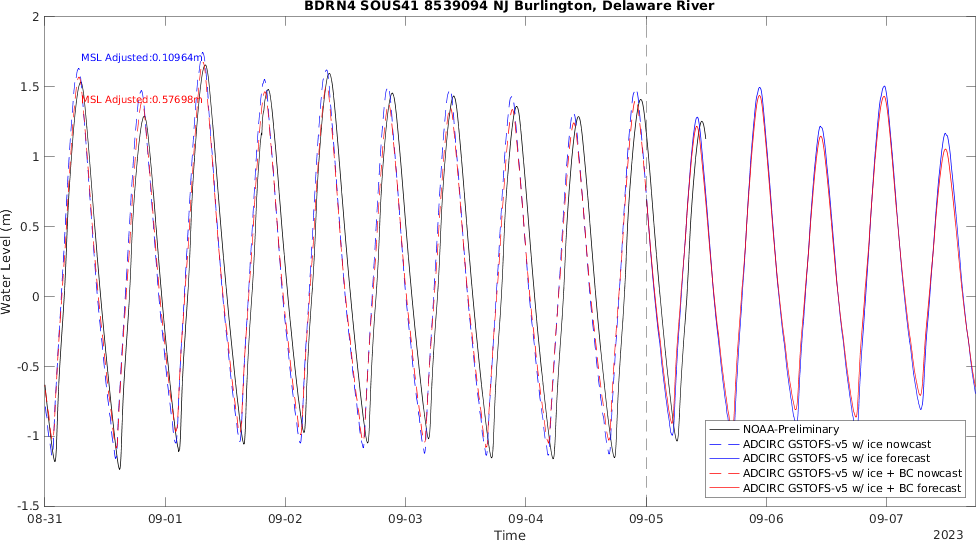 BDRN4 SOUS41 8539094 NJ Burlington, Delaware River
2
MSL Adjusted:0.10964m
1.5
MSL Adjusted:0.57698m
1
0.5
Water Level (m)
0
-0.5
-1
NOAA-Preliminary
ADCIRC GSTOFS-v5 w/ ice nowcast
ADCIRC GSTOFS-v5 w/ ice forecast
ADCIRC GSTOFS-v5 w/ ice + BC nowcast
ADCIRC GSTOFS-v5 w/ ice + BC forecast
-1.5
08-31 09-01 09-02 09-03 09-04 09-05 09-06 09-07
Time
2023